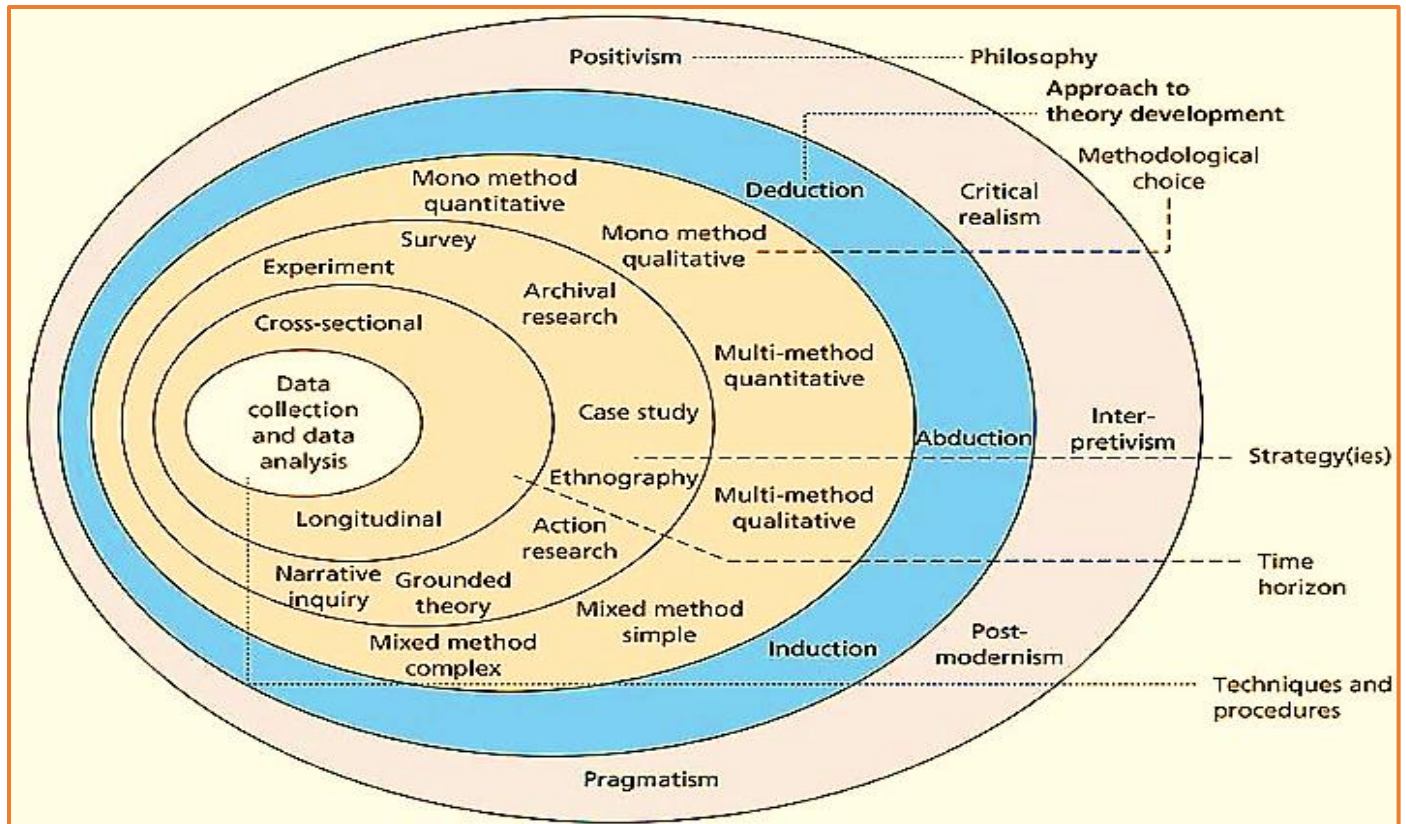 Positivism
Philosophy
Approach to
theory development
Methodological
choice
Deduction
Critical
realism
Mono method
quantitative
Mono method
qualitative
Survey
Experiment
Archival
research
Cross-sectional
Multi-method
quantitative
Data
collection
and data
analysis
Case study
Abduction
Inter-
pretivism
Strategy(ies)
Ethnography
Multi-method
qualitative
Longitudinal
Action
research
Time
horizon
Narrative
inquiry
Grounded
theory
Mixed method
simple
Mixed method
complex
Induction
Post-
modernism
Techniques and
procedures
Pragmatism